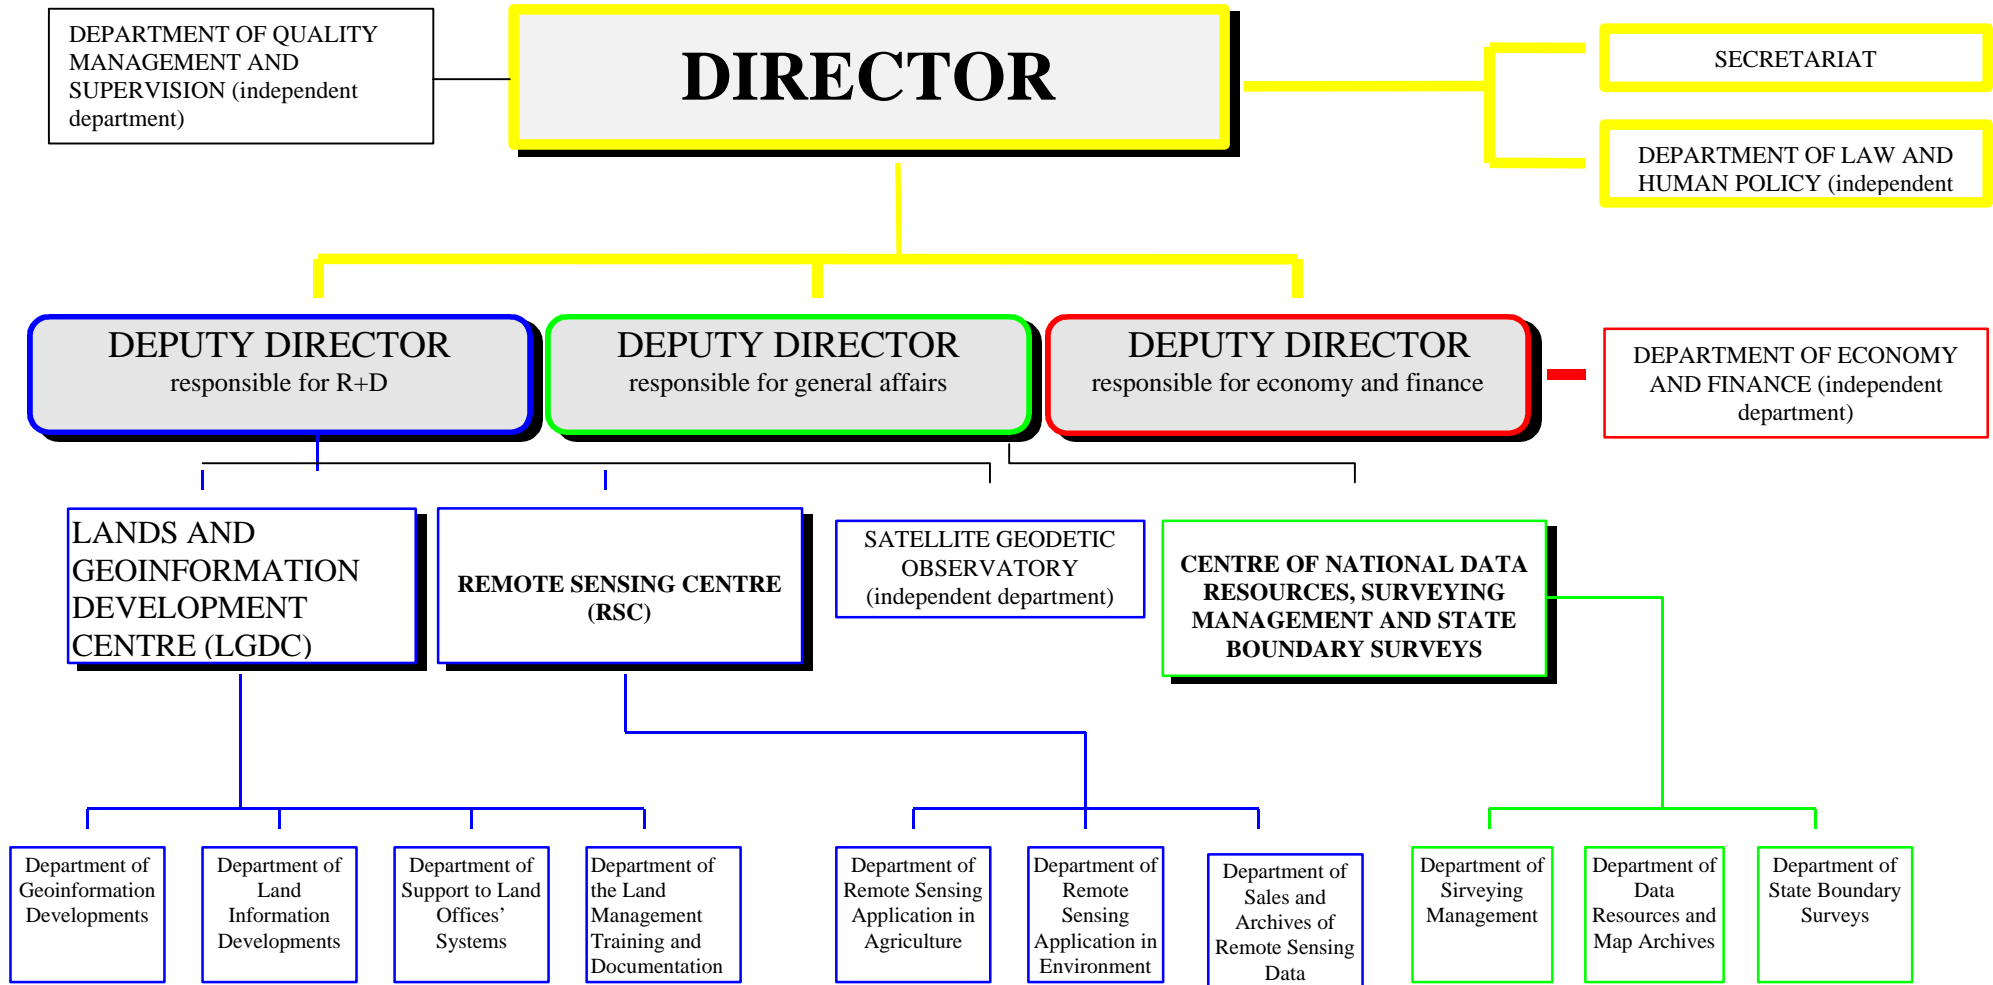 DEPARTMENT OF QUALITY
MANAGEMENT AND
SUPERVISION (independent
department)
DIRECTOR
SECRETARIAT
DEPARTMENT OF LAW AND
HUMAN POLICY (independent
DEPUTY DIRECTOR
responsible for R+D
DEPUTY DIRECTOR
responsible for general affairs
DEPUTY DIRECTOR
responsible for economy and finance
DEPARTMENT OF ECONOMY
AND FINANCE (independent
department)
LANDS AND
GEOINFORMATION
DEVELOPMENT
CENTRE (LGDC)
REMOTE SENSING CENTRE
(RSC)
SATELLITE GEODETIC
OBSERVATORY
(independent department)
CENTRE OF NATIONAL DATA
RESOURCES, SURVEYING
MANAGEMENT AND STATE
BOUNDARY SURVEYS
Department of
Geoinformation
Developments
Department of
Land
Information
Developments
Department of
Support to Land
Offices’
Systems
Department of
the Land
Management
Training and
Documentation
Department of
Remote Sensing
Application in
Agriculture
Department of
Remote
Sensing
Application in
Environment
Department of
Sales and
Archives of
Remote Sensing
Data
Department of
Sirveying
Management
Department of
Data
Resources and
Map Archives
Department of
State Boundary
Surveys